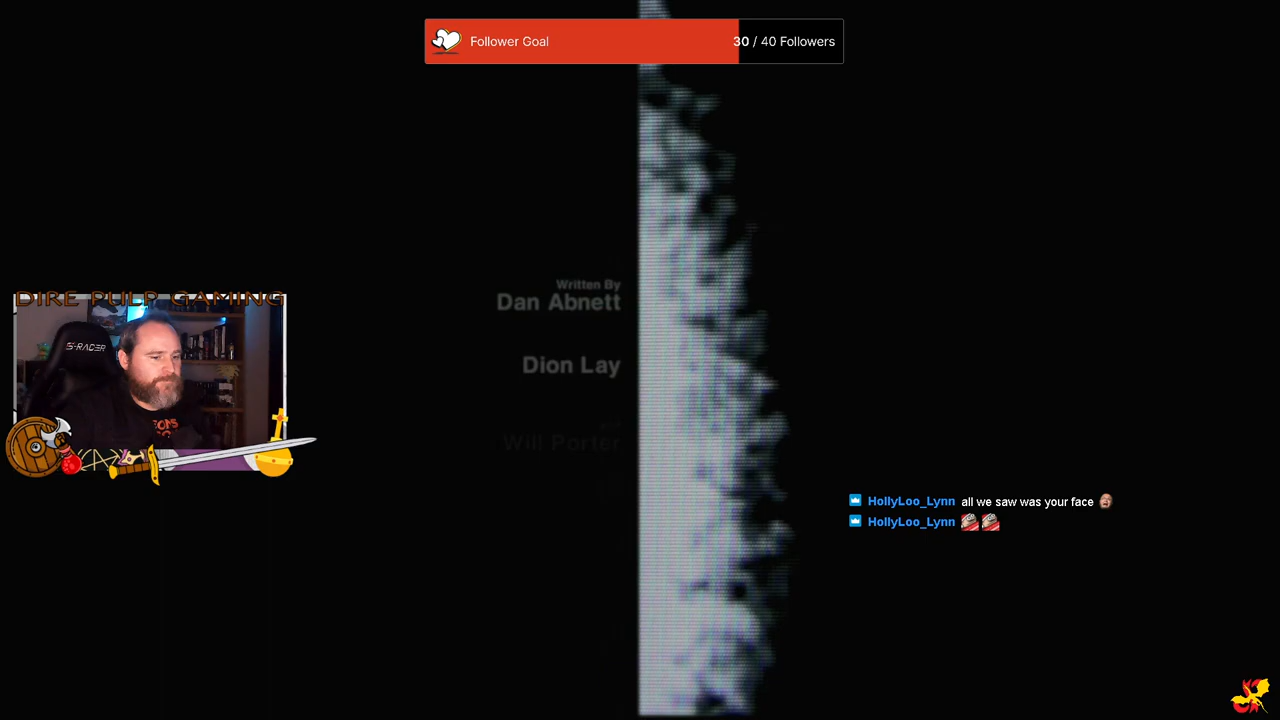 Follower Goal
30 / 40 Followers
Written By
Dan Abnett
Dion Lay
Will Porter
DIRE PULP GAMING
HollyLoo_Lynn all we saw was your face
HollyLoo_Lynn